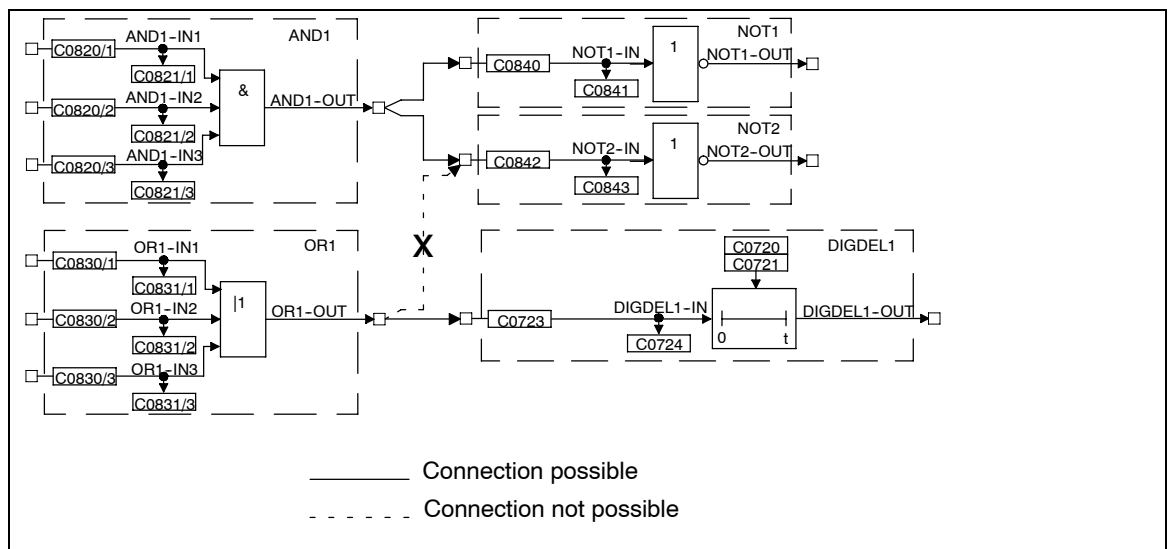 AND1
C0820/1
AND1-IN1
C0821/1
C0820/2
AND1-IN2
C0821/2
C0820/3
AND1-IN3
C0821/3
&
AND1-OUT
NOT1
C0840
NOT1-IN
C0841
1
NOT1-OUT
NOT2
C0842
NOT2-IN
C0843
1
NOT2-OUT
OR1
C0830/1
OR1-IN1
C0831/1
C0830/2
OR1-IN2
C0831/2
C0830/3
OR1-IN3
C0831/3
|1
OR1-OUT
X
DIGDEL1
C0720
C0721
C0723
DIGDEL1-IN
C0724
0 t
DIGDEL1-OUT
Connection possible
Connection not possible